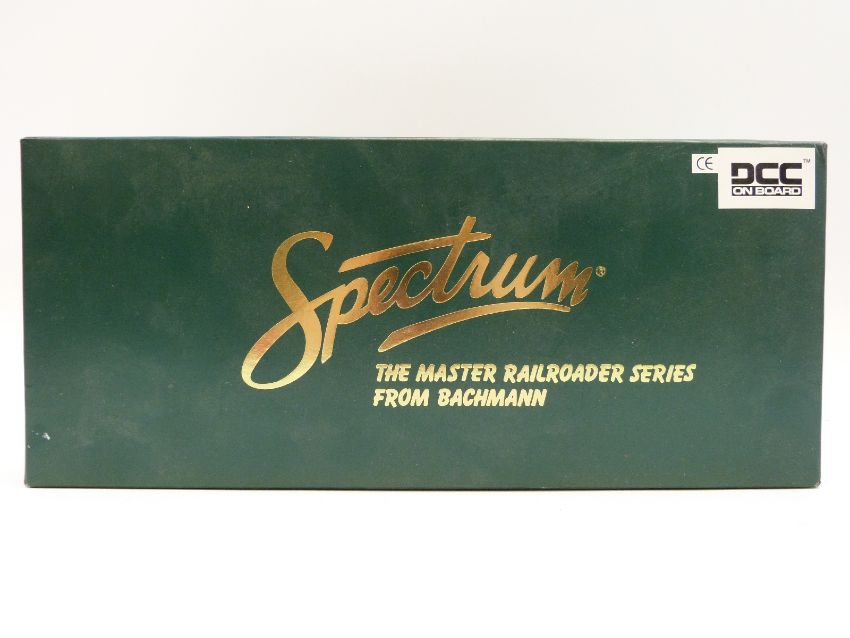 CE
DCC™
ON BOARD
Spectrum®
THE MASTER RAILROADER SERIES
FROM BACHMANN